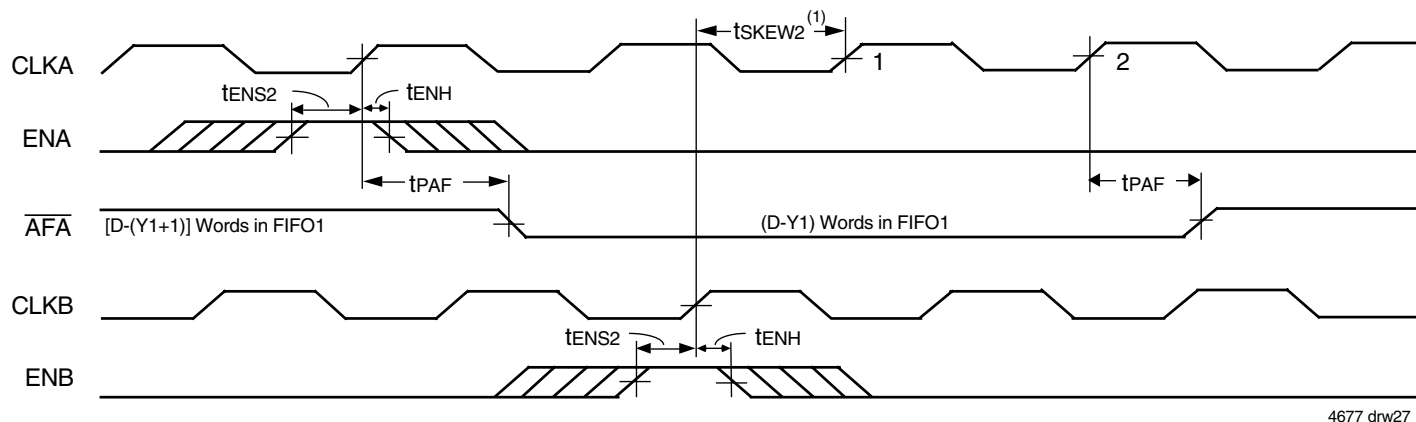 tSKEW2 (1)
CLKA 1 2
tENS2 tENH
ENA
tPAF tPAF
AFA [D-(Y1+1)] Words in FIFO1 (D-Y1) Words in FIFO1
CLKB
tENS2 tENH
ENB
4677 drw27